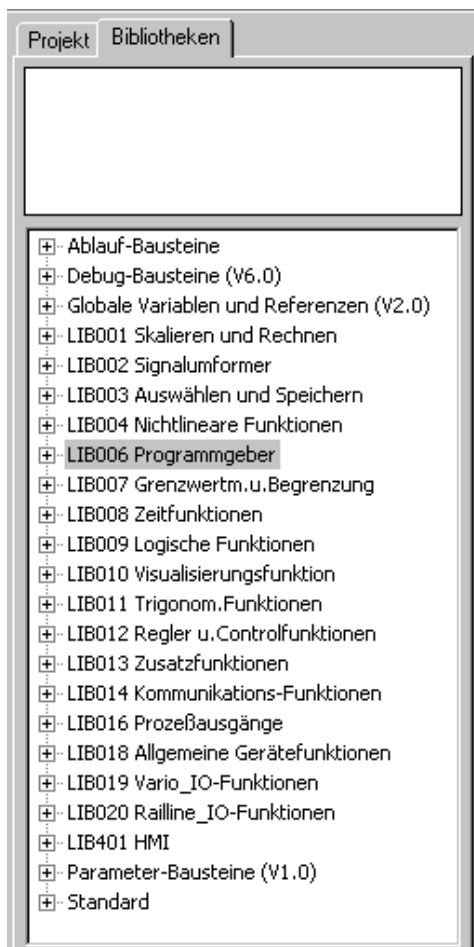 Projekt Bibliotheken
Ablauf-Bausteine
Debug-Bausteine (V6.0)
Globale Variablen und Referenzen (V2.0)
LIB001 Skalieren und Rechnen
LIB002 Signalumformer
LIB003 Auswählen und Speichern
LIB004 Nichtlineare Funktionen
LIB006 Programmgeber
LIB007 Grenzwertm.u.Begrenzung
LIB008 Zeitfunktionen
LIB009 Logische Funktionen
LIB010 Visualisierungsfunktion
LIB011 Trigonom.Funktionen
LIB012 Regler u.Controlfunktionen
LIB013 Zusatzfunktionen
LIB014 Kommunikations-Funktionen
LIB016 Prozeßausgänge
LIB018 Allgemeine Gerätefunktionen
LIB019 Vario_IO-Funktionen
LIB020 Railline_IO-Funktionen
LIB401 HMI
Parameter-Bausteine (V1.0)
Standard